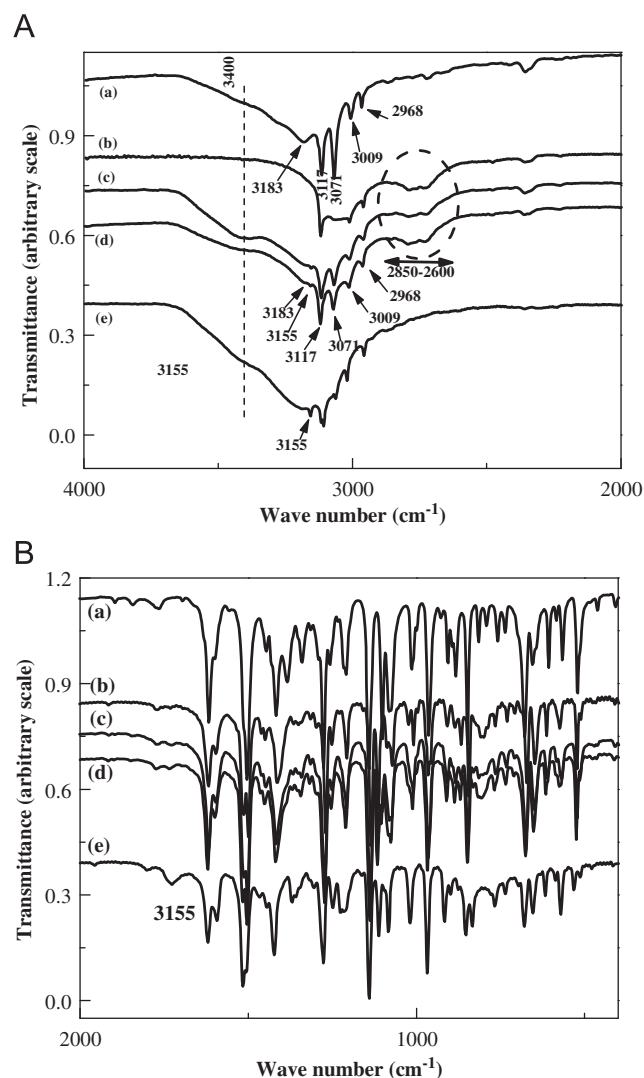 A
3400
(a)
2968
(b)
3009
3183
3117
3071
(c)
(d)
2850-2600
3183
2968
3155
3009
3117
3071
(e)
3155
3155
0.9
0.6
0.3
0.0
Transmittance (arbitrary scale)
4000 3000 2000
Wave number (cm-1)
B
1.2
0.9
0.6
0.3
0.0
Transmittance (arbitrary scale)
(a)
(b)
(c)
(d)
(e)
3155
2000 1000
Wave number (cm-1)